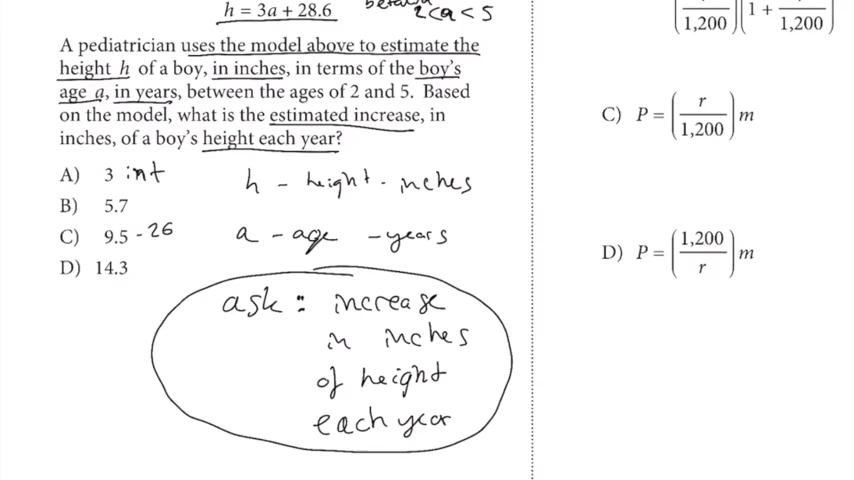 h = 3a + 28.6
2 < a < 5
A pediatrician uses the model above to estimate the
height h of a boy, in inches, in terms of the boy's
age a, in years, between the ages of 2 and 5. Based
on the model, what is the estimated increase, in
inches, of a boy's height each year?
A) 3 int
B) 5.7
C) 9.5 - 26
D) 14.3
h - height - inches
a - age - years
ask: increase
in inches
of height
each year
1,200 1 + 1,200
C) P = (r/1,200) m
D) P = (1,200/r) m